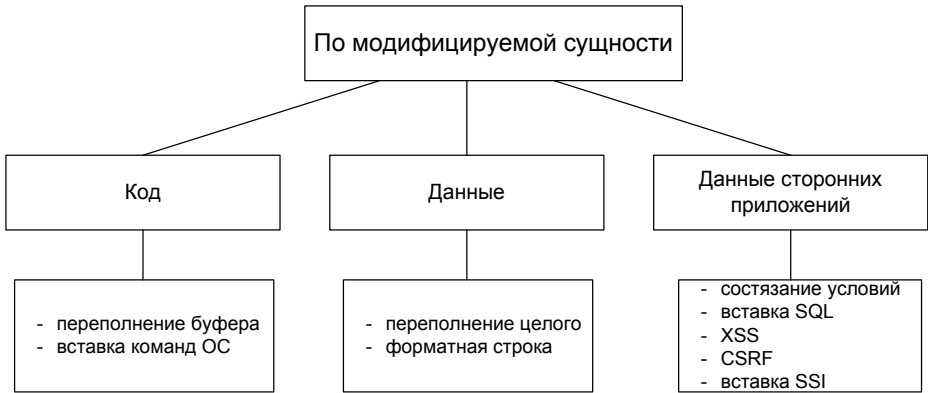 По модифицируемой сущности
Код
Данные
Данные сторонних
приложений
- переполнение буфера
- вставка команд ОС
- переполнение целого
- форматная строка
- состязание условий
- вставка SQL
- XSS
- CSRF
- вставка SSI